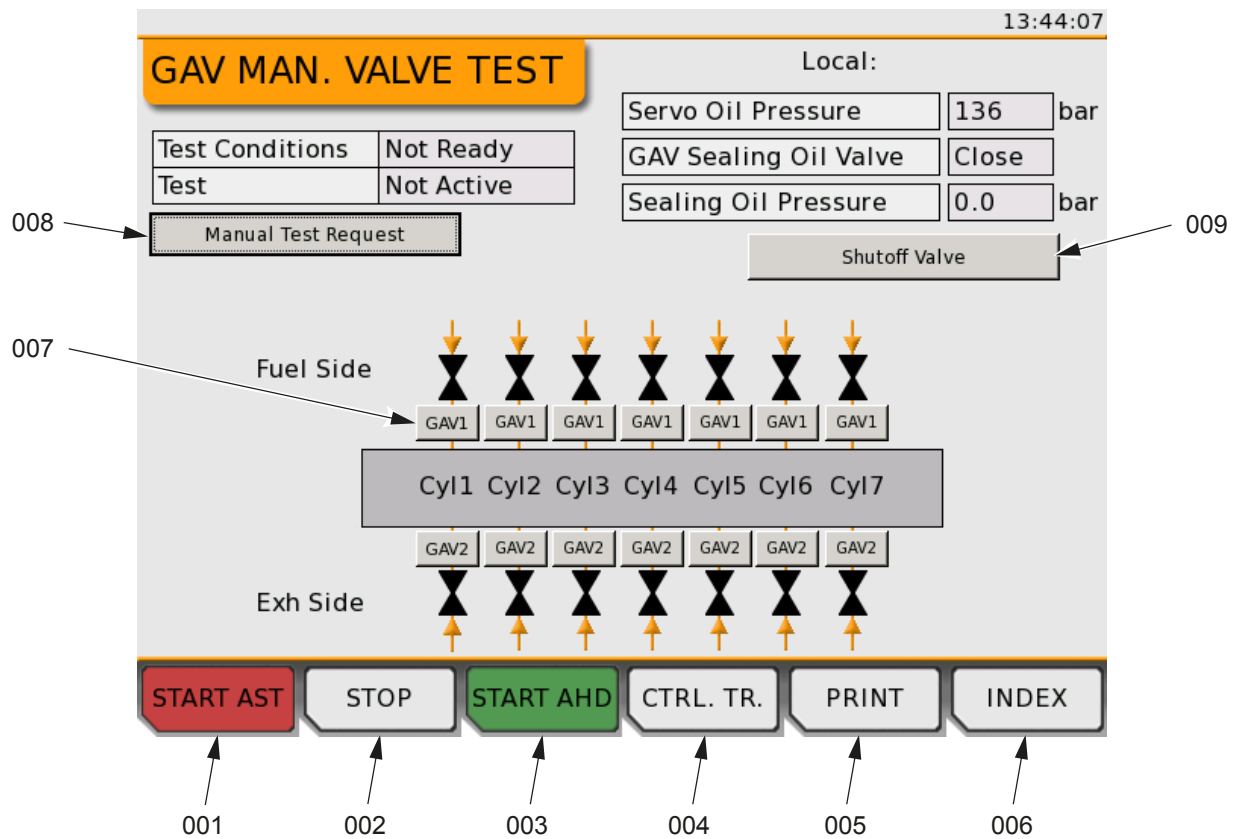 13:44:07
GAV MAN. VALVE TEST
Local:
Servo Oil Pressure 136 bar
Test Conditions Not Ready
GAV Sealing Oil Valve Close
Test Not Active
Sealing Oil Pressure 0.0 bar
008
Manual Test Request
009
Shutoff Valve
007
Fuel Side
GAV1 GAV1 GAV1 GAV1 GAV1 GAV1 GAV1
Cyl1 Cyl2 Cyl3 Cyl4 Cyl5 Cyl6 Cyl7
GAV2 GAV2 GAV2 GAV2 GAV2 GAV2 GAV2
Exh Side
START AST STOP START AHD CTRL. TR. PRINT INDEX
001 002 003 004 005 006